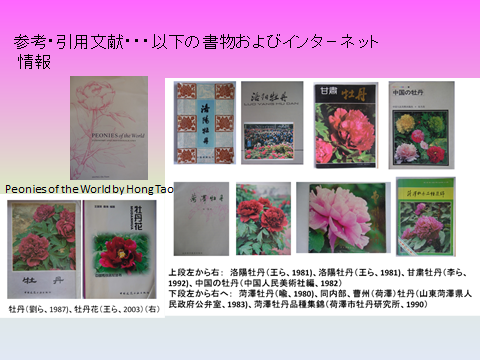 参考・引用文献・・・以下の書物およびインターネット
情報
PEONIES of the World
洛陽牡丹
洛阳牡丹
甘肃 牡丹
中国の牡丹
Peonies of the World by Hong Tao
牡丹
牡丹花
牡丹(劉ら、1987)、牡丹花(王ら、2003)(右)
上段左から右: 洛陽牡丹(王ら、1981)、洛陽牡丹(王ら、1981)、甘粛牡丹(李ら、
1992)、中国の牡丹(中国人民美術社編、1982)
下段左から右へ: 菏澤牡丹(喩、1980)、同内部、曹州(荷澤)牡丹(山東菏澤県人
民政府公弁室、1983)、菏澤牡丹品種集錦(荷澤市牡丹研究所、1990)